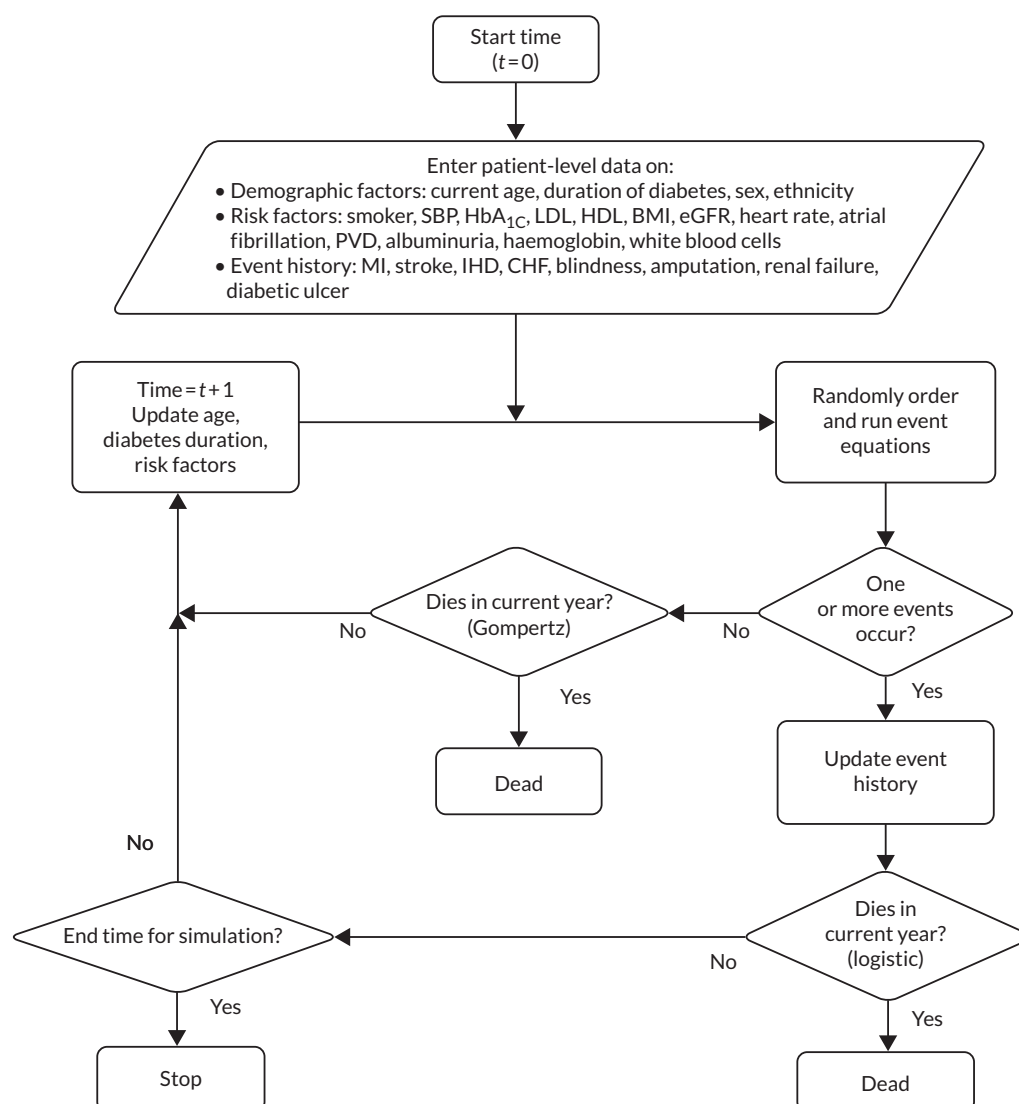 Start time
(t=0)
Enter patient-level data on:
• Demographic factors: current age, duration of diabetes, sex, ethnicity
• Risk factors: smoker, SBP, HbA1C, LDL, HDL, BMI, eGFR, heart rate, atrial
fibrillation, PVD, albuminuria, haemoglobin, white blood cells
• Event history: MI, stroke, IHD, CHF, blindness, amputation, renal failure,
diabetic ulcer
Time=t+1
Update age,
diabetes duration,
risk factors
Randomly order
and run event
equations
One
or more events
occur?
No
Yes
Dies in current year?
(Gompertz)
No
Yes
Dead
Update event
history
Dies in
current year?
(logistic)
No
Yes
Dead
End time for simulation?
No
Yes
Stop